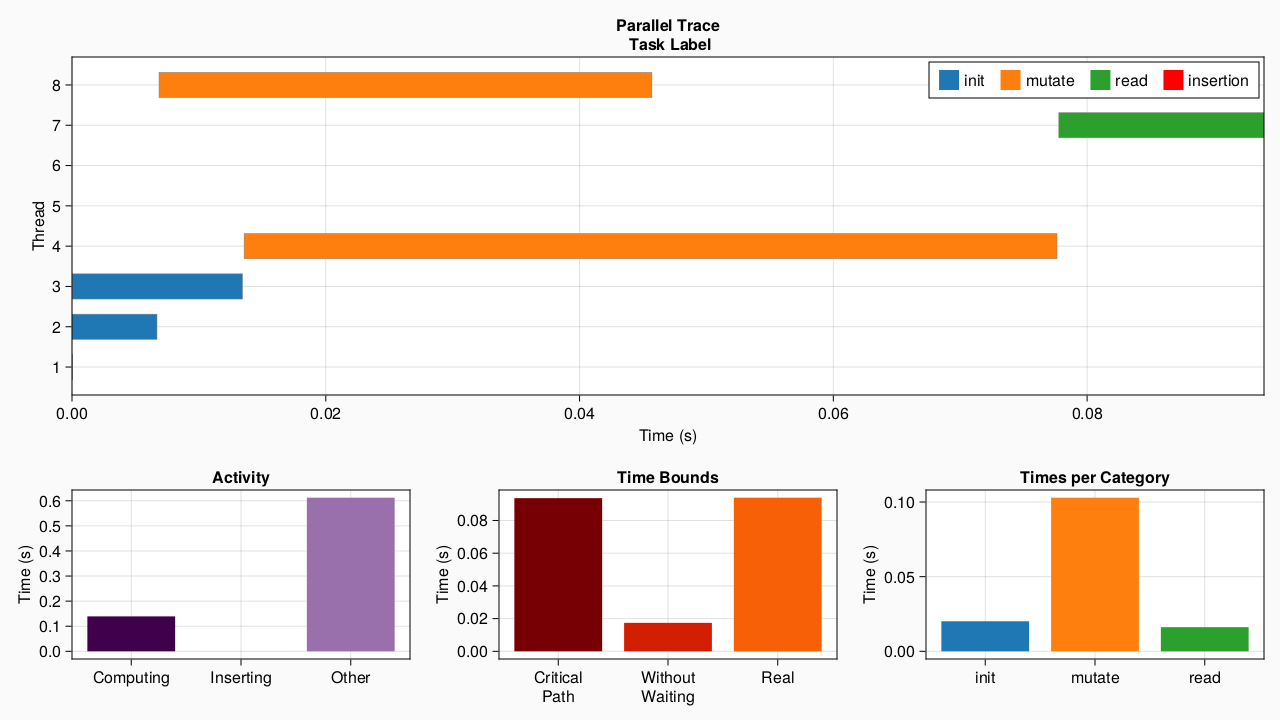 Parallel Trace
Task Label
init mutate read insertion
8
7
6
5
4
3
2
1
Thread
0.00 0.02 0.04 0.06 0.08
Time (s)
Activity
0.6
0.5
0.4
0.3
0.2
0.1
0.0
Time (s)
Computing Inserting Other
Time Bounds
0.08
0.06
0.04
0.02
0.00
Time (s)
Critical
Path
Without
Waiting
Real
Times per Category
0.10
0.05
0.00
Time (s)
init mutate read